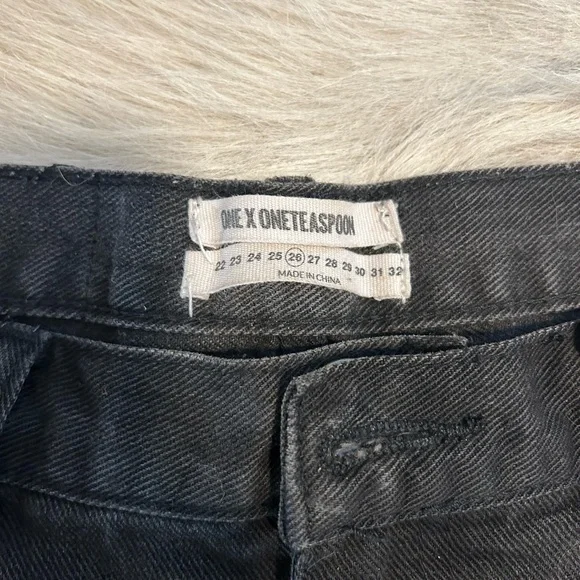 ONE X ONETEASPOON
22 23 24 25 26 27 28 29 30 31 32
MADE IN CHINA